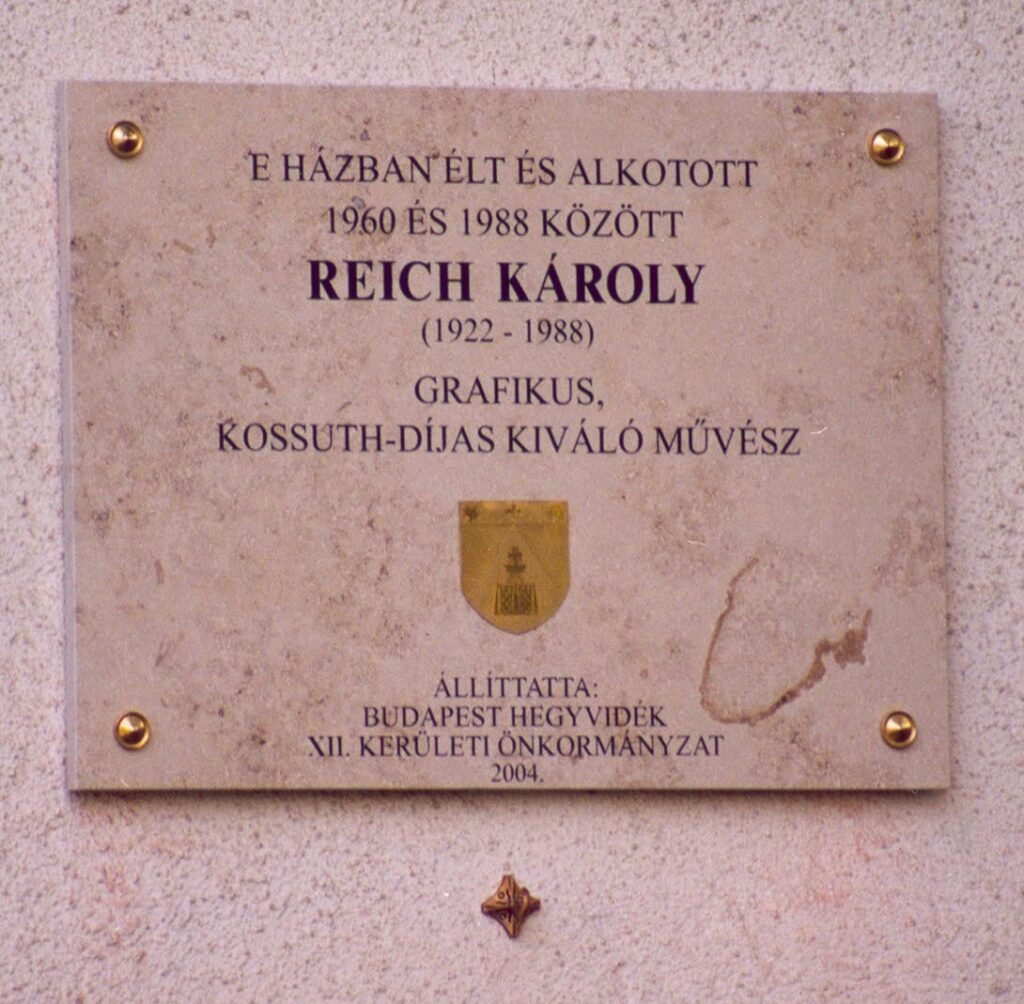 E HÁZBAN ÉLT ÉS ALKOTOTT
1960 ÉS 1988 KÖZÖTT
REICH KÁROLY
(1922 - 1988)
GRAFIKUS,
KOSSUTH-DÍJAS KIVÁLÓ MŰVÉSZ
ÁLLÍTTATTA:
BUDAPEST HEGYVIDÉK
XII. KERÜLETI ÖNKORMÁNYZAT
2004.